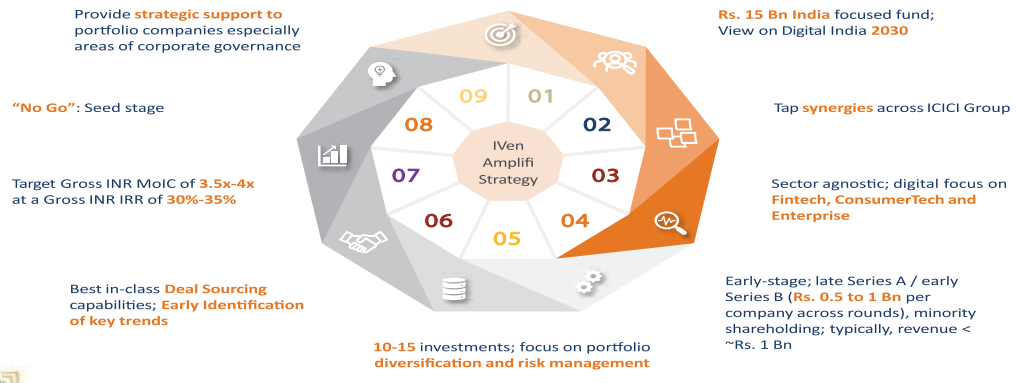 Provide strategic support to
portfolio companies especially
areas of corporate governance
Rs. 15 Bn India focused fund;
View on Digital India 2030
“No Go”: Seed stage
Tap synergies across ICICI Group
Target Gross INR MoIC of 3.5x-4x
at a Gross INR IRR of 30%-35%
Sector agnostic; digital focus on
Fintech, ConsumerTech and
Enterprise
Best in-class Deal Sourcing
capabilities; Early Identification
of key trends
Early-stage; late Series A / early
Series B (Rs. 0.5 to 1 Bn per
company across rounds), minority
shareholding; typically, revenue <
~Rs. 1 Bn
10-15 investments; focus on portfolio
diversification and risk management
IVen
Amplifi
Strategy
01
02
03
04
05
06
07
08
09